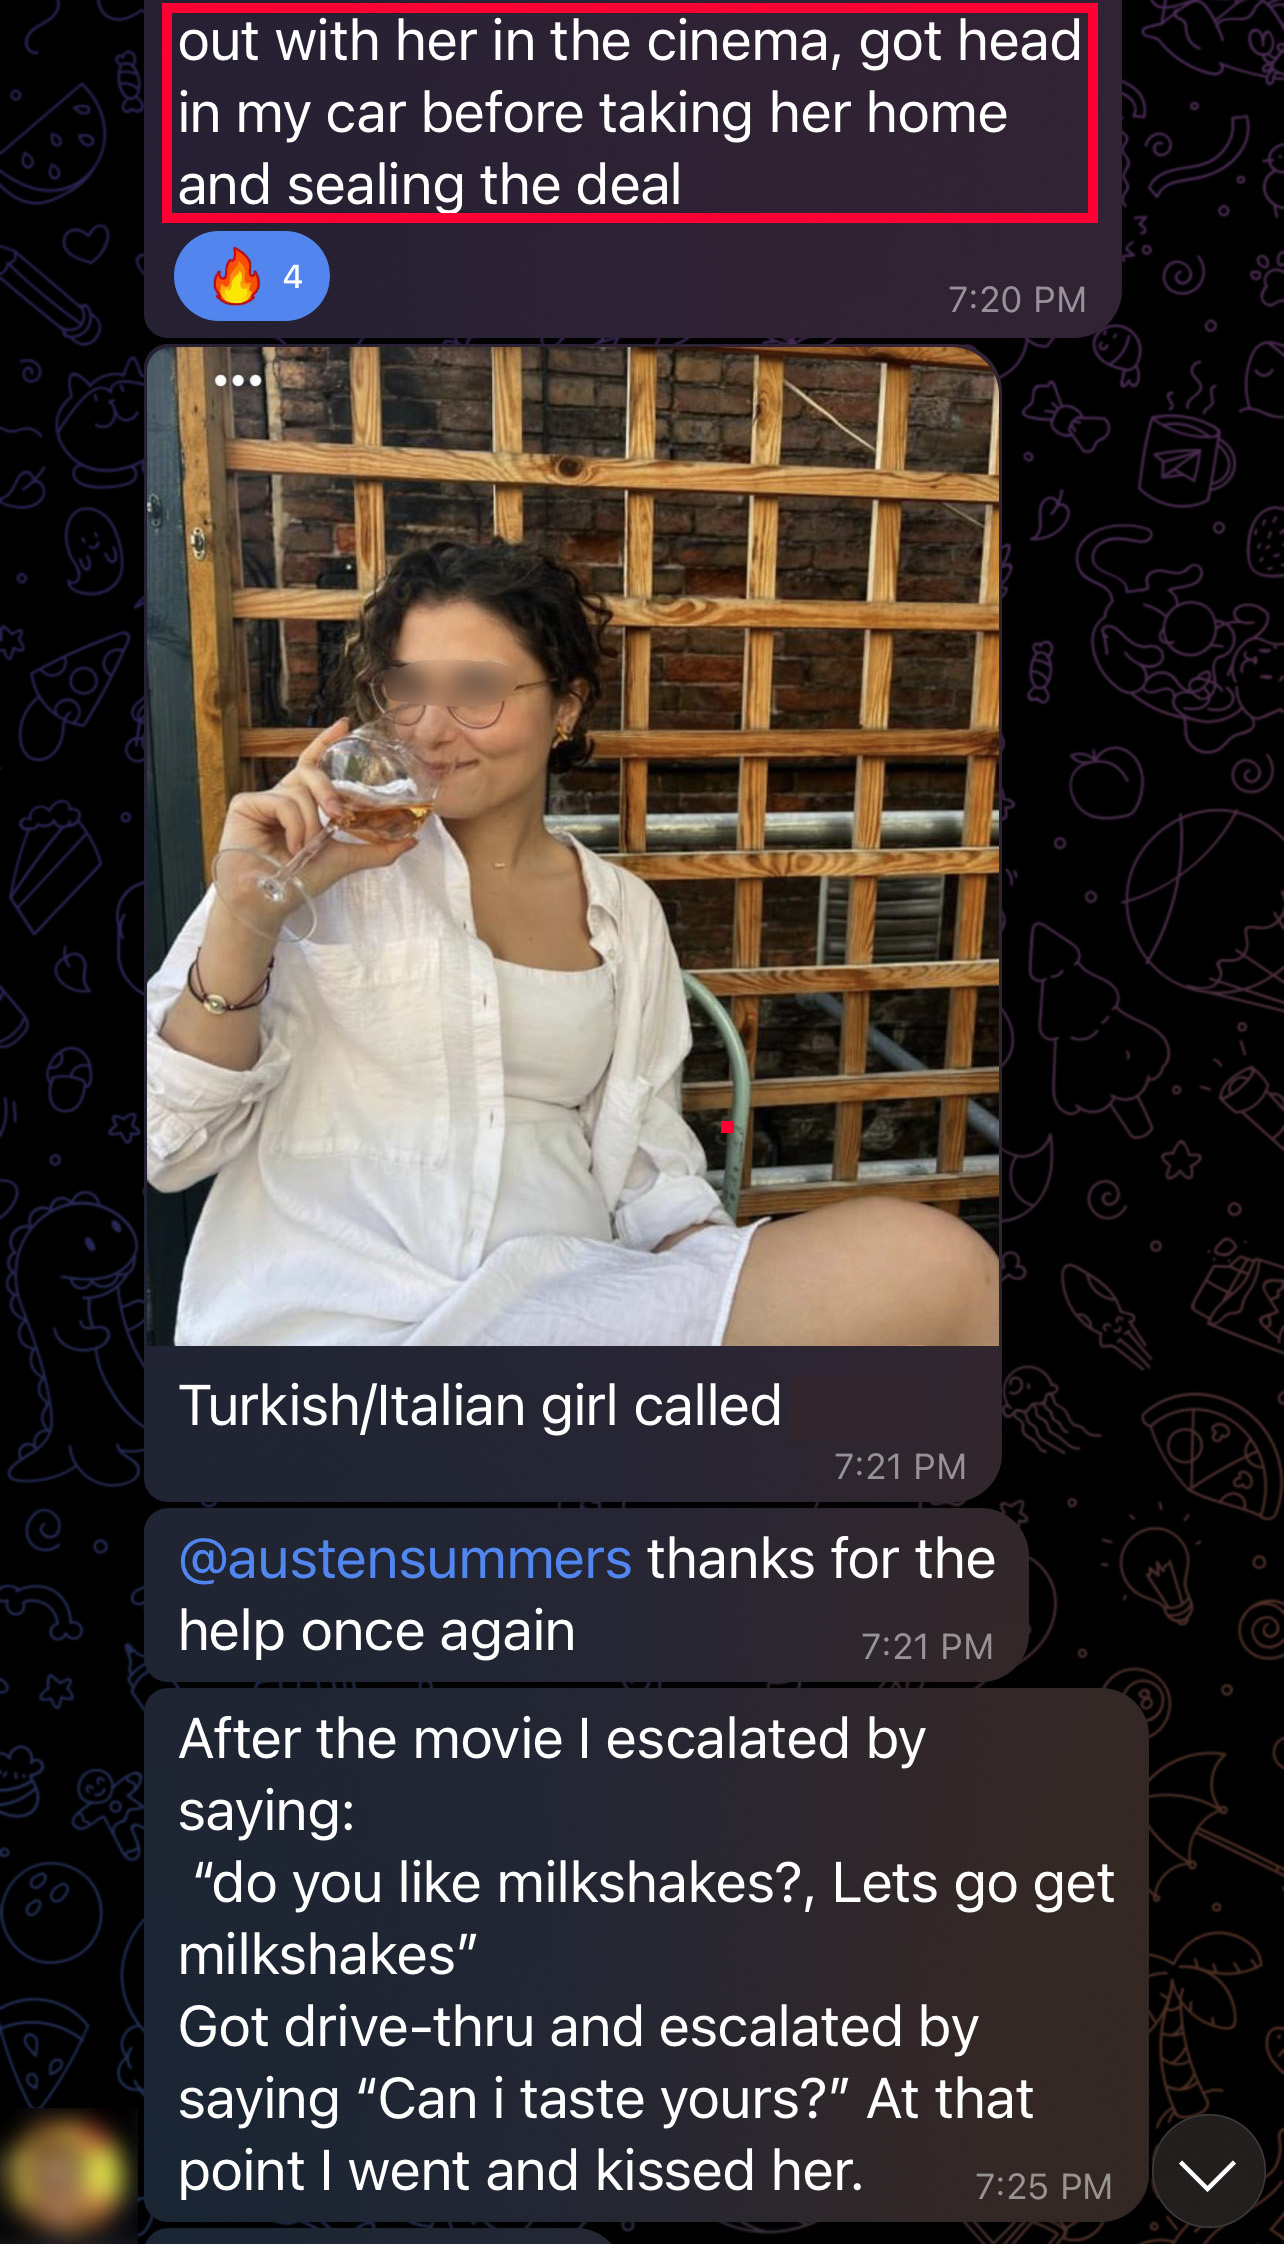 out with her in the cinema, got head
in my car before taking her home
and sealing the deal
🔥 4
7:20 PM
Turkish/Italian girl called
7:21 PM
@austensummers thanks for the
help once again
7:21 PM
After the movie I escalated by
saying:
“do you like milkshakes?, Lets go get
milkshakes”
Got drive-thru and escalated by
saying “Can i taste yours?” At that
point I went and kissed her.
7:25 PM